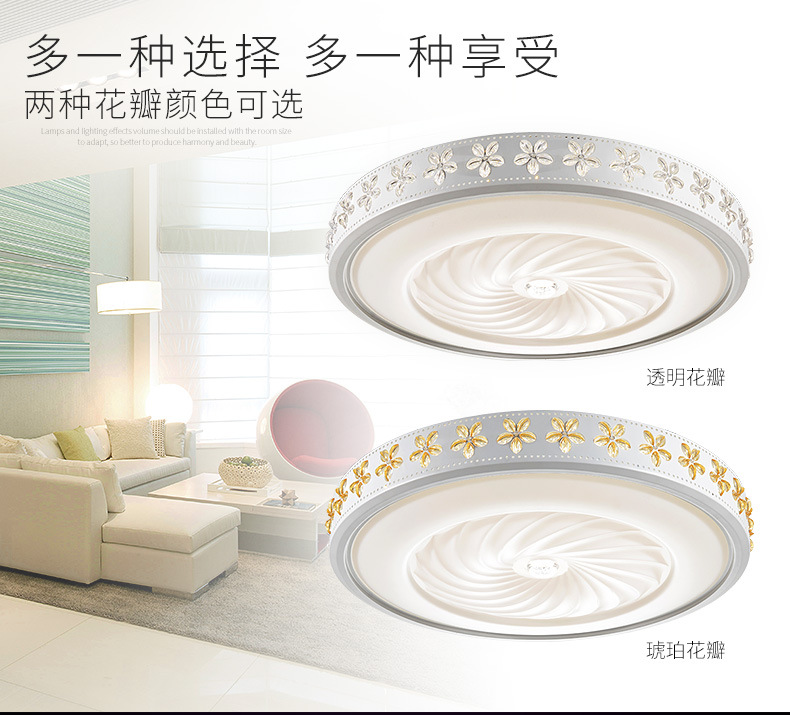 多一种选择 多一种享受
两种花瓣颜色可选
Lamps and lighting effects volume should be installed with the room size
to adapt, so better to produce harmony and beauty.
透明花瓣
琥珀花瓣